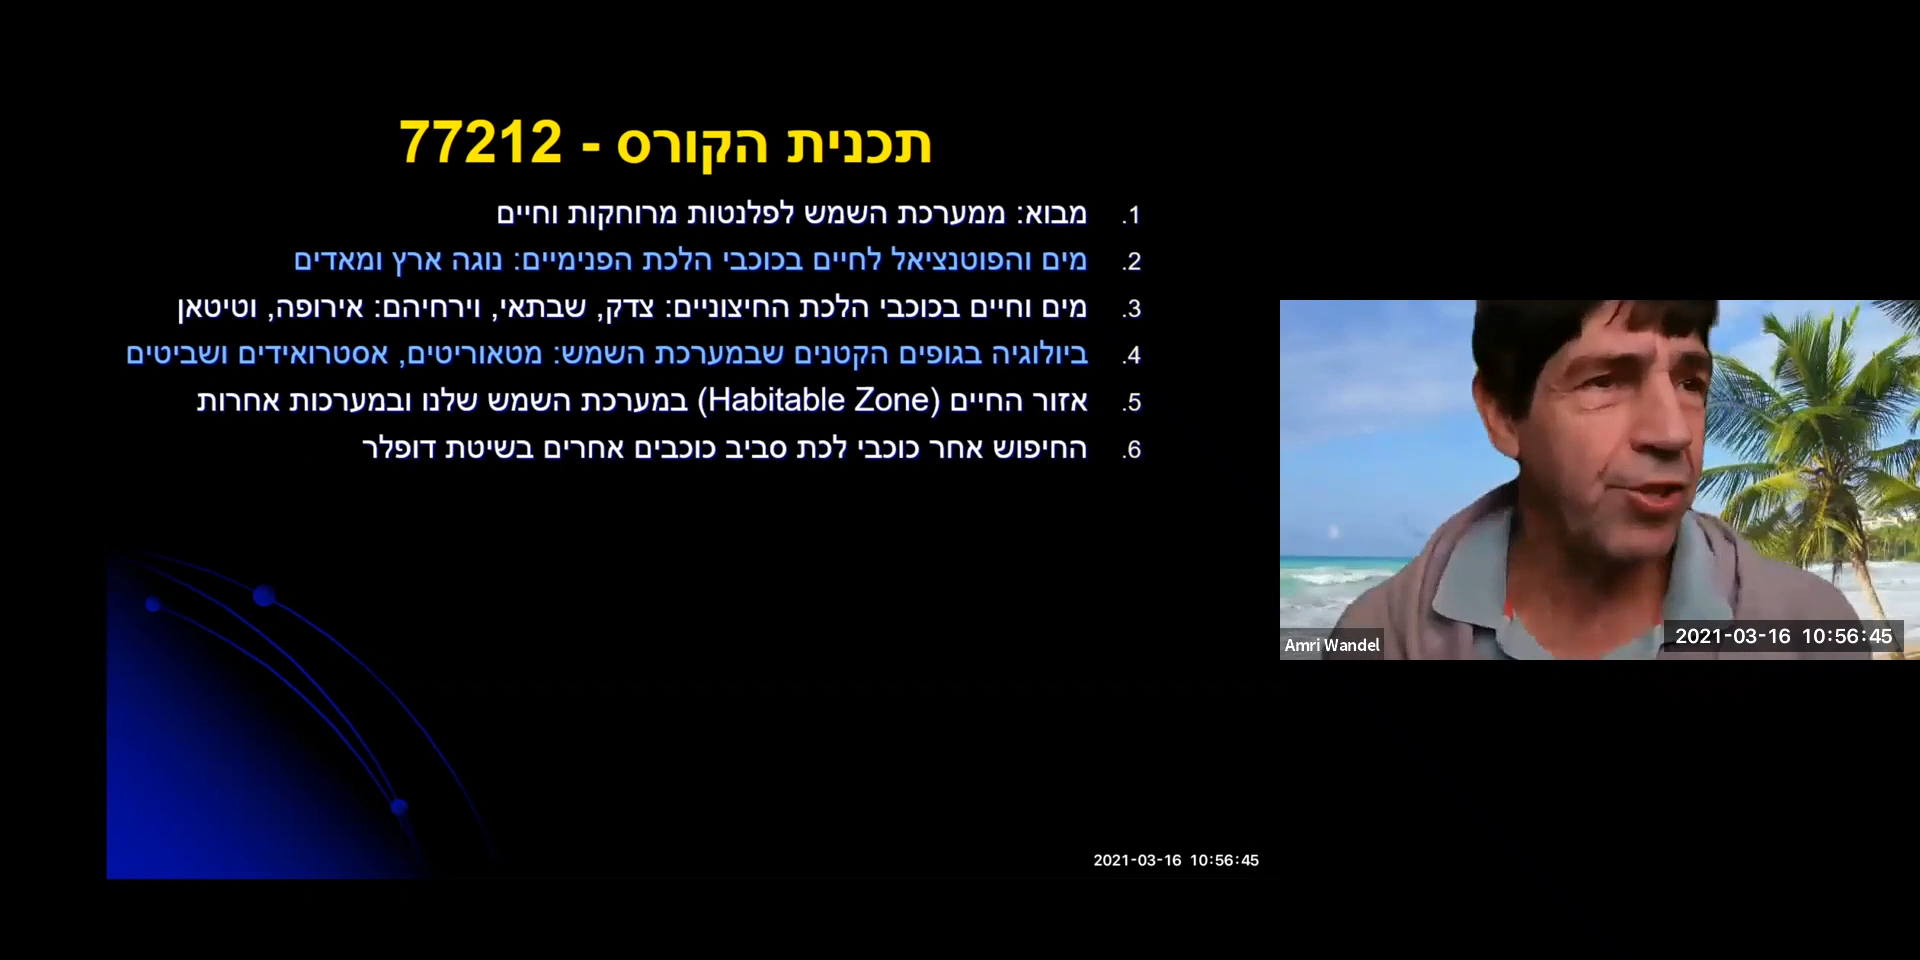 תכנית הקורס - 77212
1. מבוא: ממערכת השמש לפלנטות מרוחקות וחיים
2. מים והפוטנציאל לחיים בכוכבי הלכת הפנימיים: נוגה ארץ ומאדים
3. מים וחיים בכוכבי הלכת החיצוניים: צדק, שבתאי, וירחיהם: אירופה, וטיטאן
4. ביולוגיה בגופים הקטנים שבמערכת השמש: מטאוריטים, אסטרואידים ושביטים
5. אזור החיים (Habitable Zone) במערכת השמש שלנו ובמערכות אחרות
6. החיפוש אחר כוכבי לכת סביב כוכבים אחרים בשיטת דופלר
Amri Wandel
2021-03-16 10:56:45
2021-03-16 10:56:45